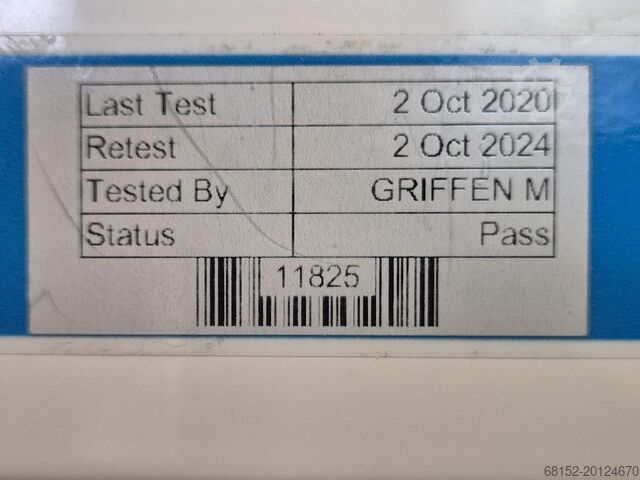 Last Test 2 Oct 2020
Retest 2 Oct 2024
Tested By GRIFFEN M
Status Pass
11825
68152-20124670